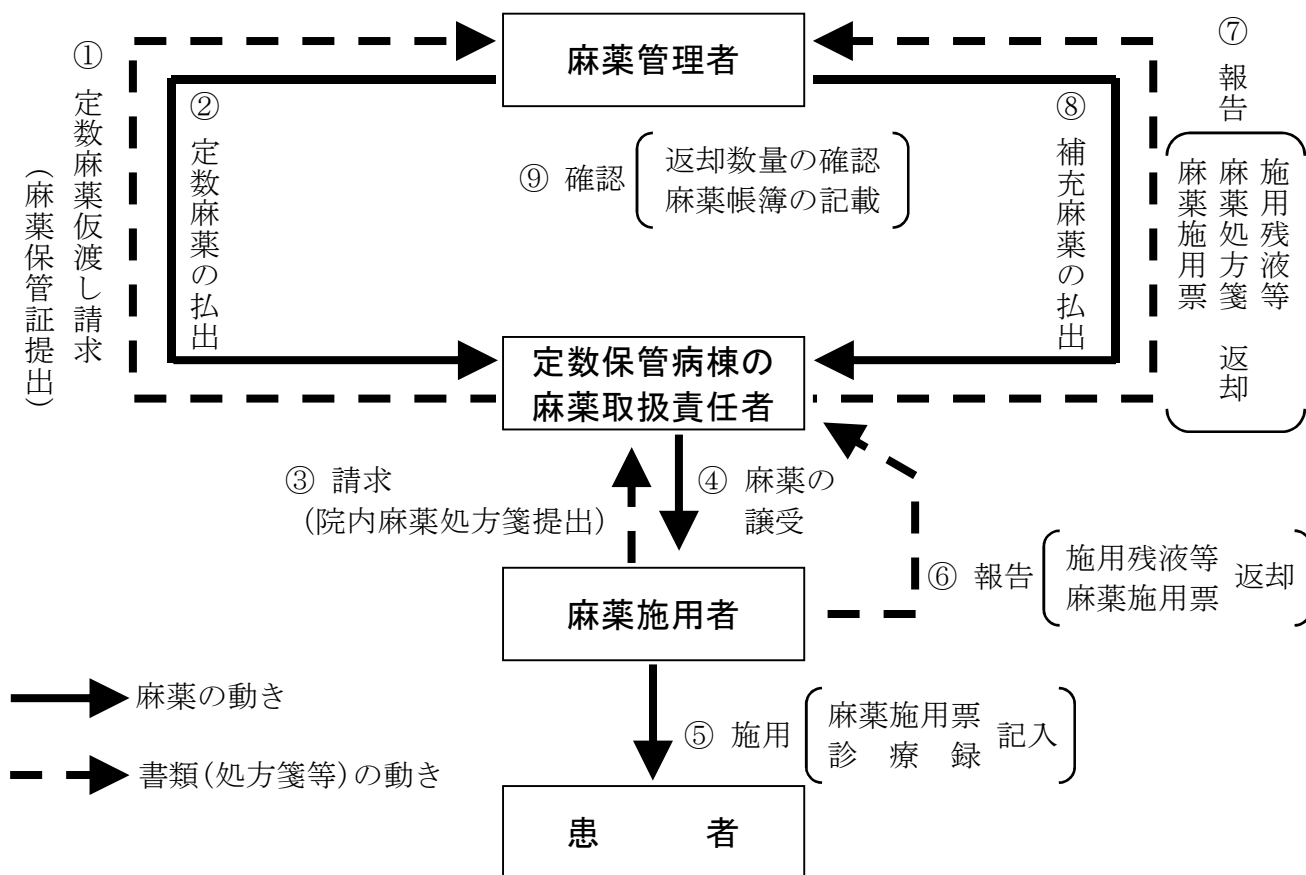 麻薬管理者
① 定数麻薬仮渡し請求
（麻薬保管証提出）
② 定数麻薬の払出
⑨ 確認
返却数量の確認
麻薬帳簿の記載
⑧ 補充麻薬の払出
⑦ 報告
施用残液等
麻薬処方箋 返却
麻薬施用票
定数保管病棟の
麻薬取扱責任者
③ 請求
（院内麻薬処方箋提出）
④ 麻薬の
譲受
麻薬施用者
⑥ 報告
施用残液等
麻薬施用票
返却
⑤ 施用
麻薬施用票
診 療 録
記入
患 者
麻薬の動き
書類(処方箋等)の動き